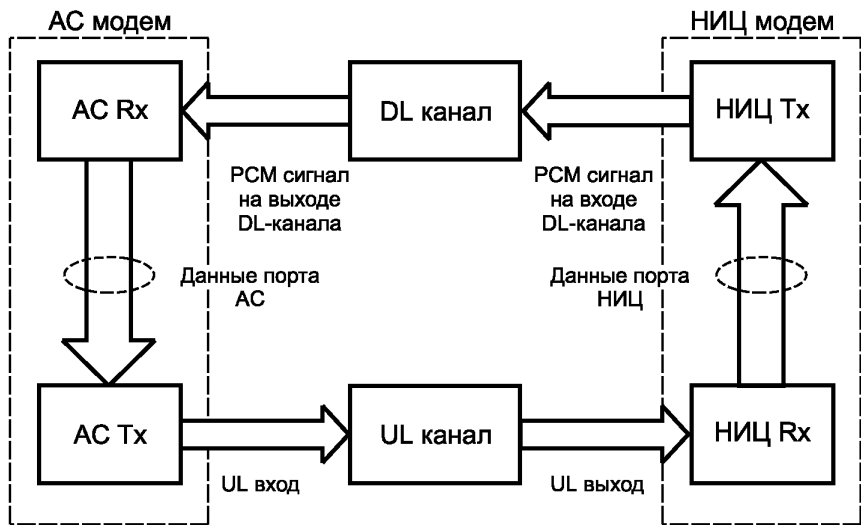 АС модем
НИЦ модем
АС Rx
DL канал
НИЦ Tx
PCM сигнал
на выходе
DL-канала
PCM сигнал
на входе
DL-канала
Данные порта
АС
Данные порта
НИЦ
АС Tx
UL канал
НИЦ Rx
UL вход
UL выход